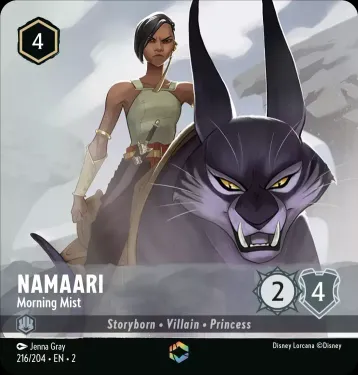 4
NAMAARI
Morning Mist
2
4
Storyborn • Villain • Princess
Jenna Gray
Disney Lorcana ©Disney
216/204 • EN • 2